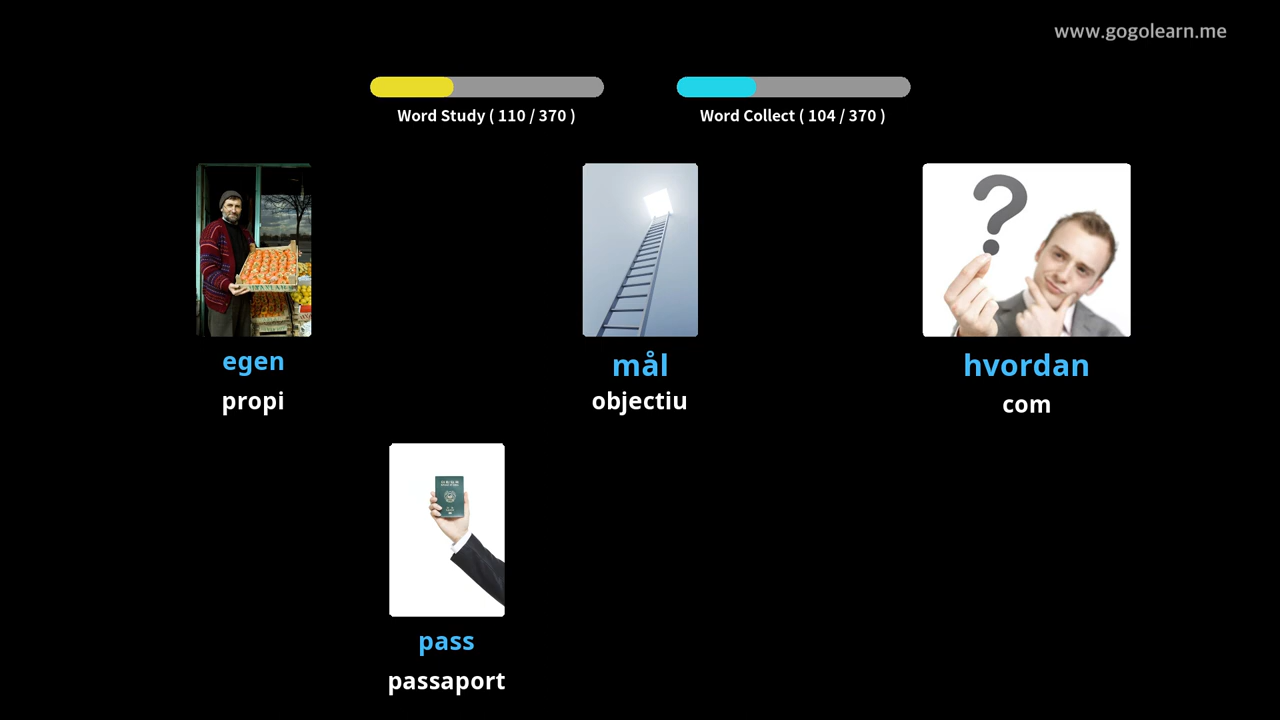 www.gogolearn.me
Word Study ( 110 / 370 )
Word Collect ( 104 / 370 )
egen
propi
mål
objectiu
hvordan
com
pass
passaport